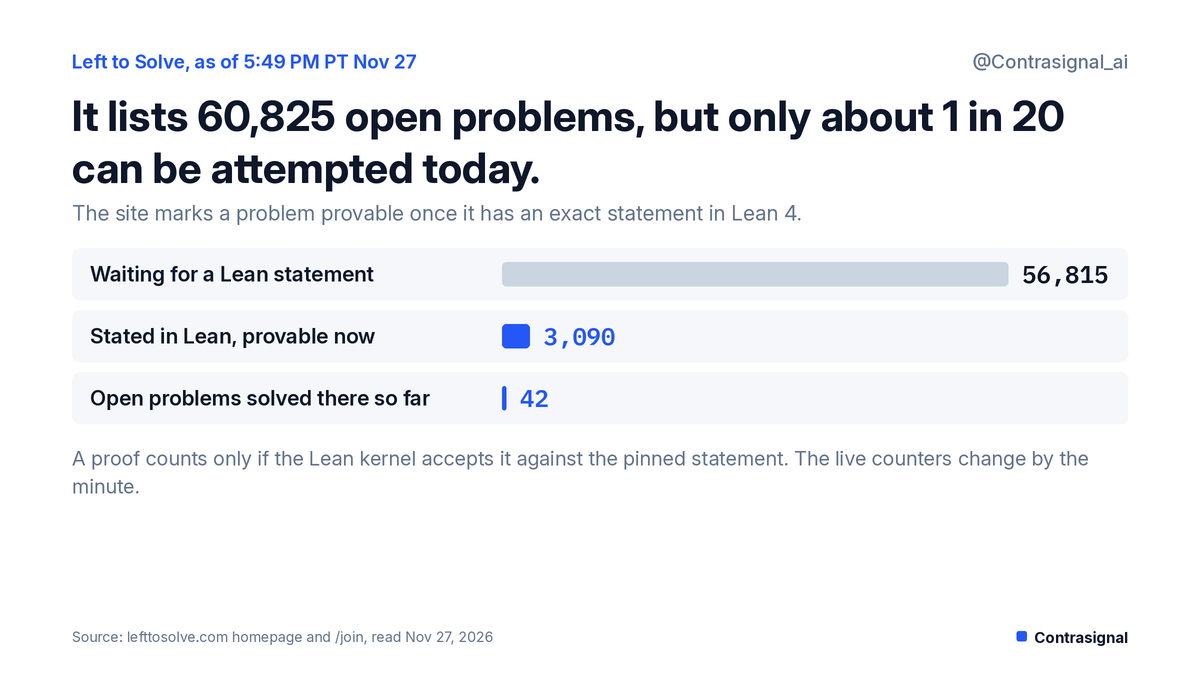 Left to Solve, as of 5:49 PM PT Nov 27
@Contrasignal_ai
It lists 60,825 open problems, but only about 1 in 20
can be attempted today.
The site marks a problem provable once it has an exact statement in Lean 4.
Waiting for a Lean statement
56,815
Stated in Lean, provable now
3,090
Open problems solved there so far
42
A proof counts only if the Lean kernel accepts it against the pinned statement. The live counters change by the
minute.
Source: lefttosolve.com homepage and /join, read Nov 27, 2026
Contrasignal